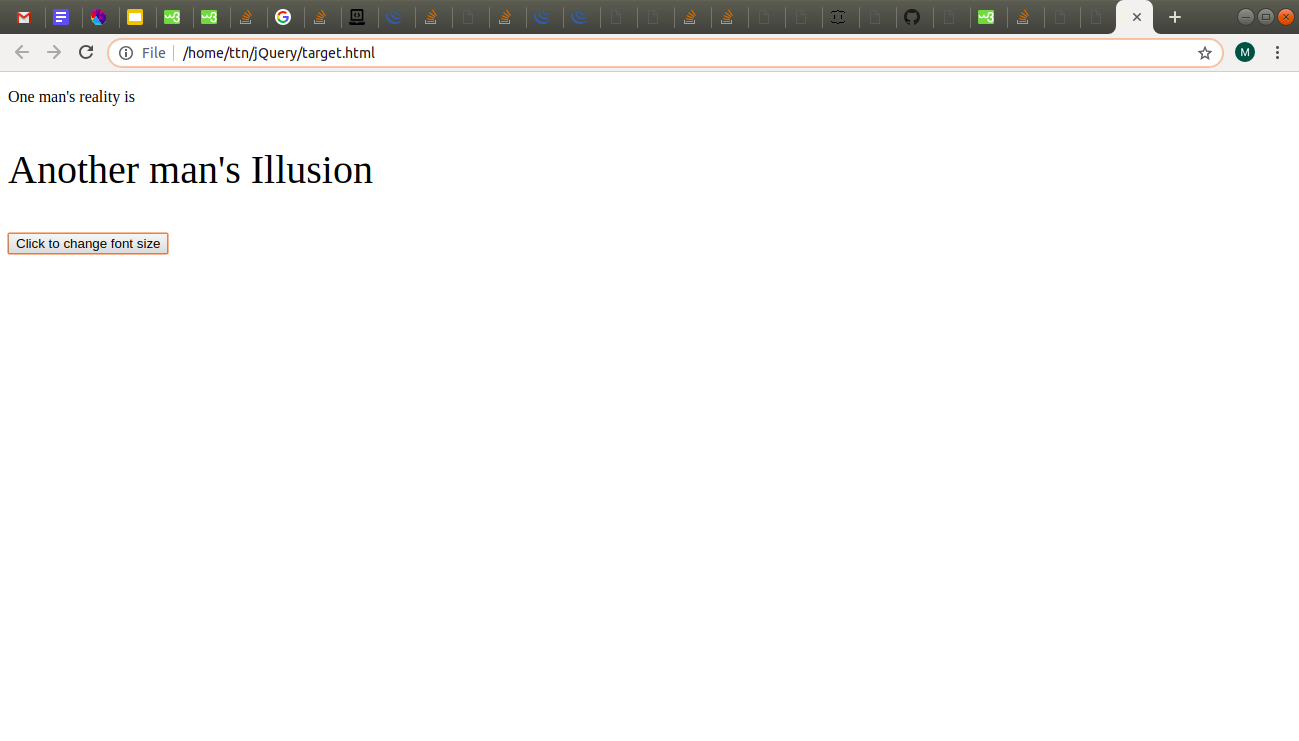 File /home/ttn/jQuery/target.html
M
One man's reality is
Another man's Illusion
Click to change font size